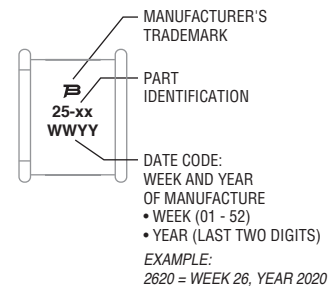 MANUFACTURER'S
TRADEMARK
PART
IDENTIFICATION
25-xx
WWYY
DATE CODE:
WEEK AND YEAR
OF MANUFACTURE
• WEEK (01 - 52)
• YEAR (LAST TWO DIGITS)
EXAMPLE:
2620 = WEEK 26, YEAR 2020